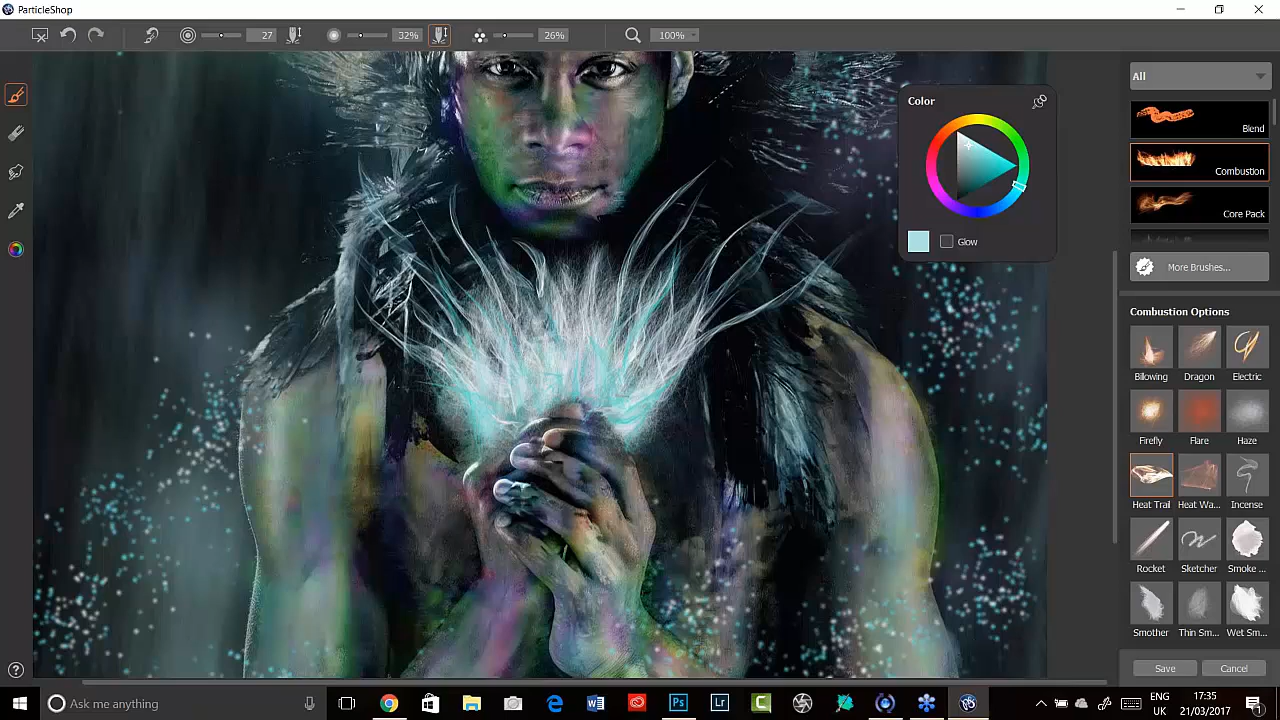 ParticleShop
27
32%
26%
100%
All
Color
Blend
Combustion
Core Pack
Glow
More Brushes...
Combustion Options
Billowing Dragon Electric
Firefly Flare Haze
Heat Trail Heat Wa... Incense
Rocket Sketcher Smoke ...
Smother Thin Sm... Wet Sm...
Save Cancel
Ask me anything
Ps Lr
ENG 17:35
UK 21/03/2017